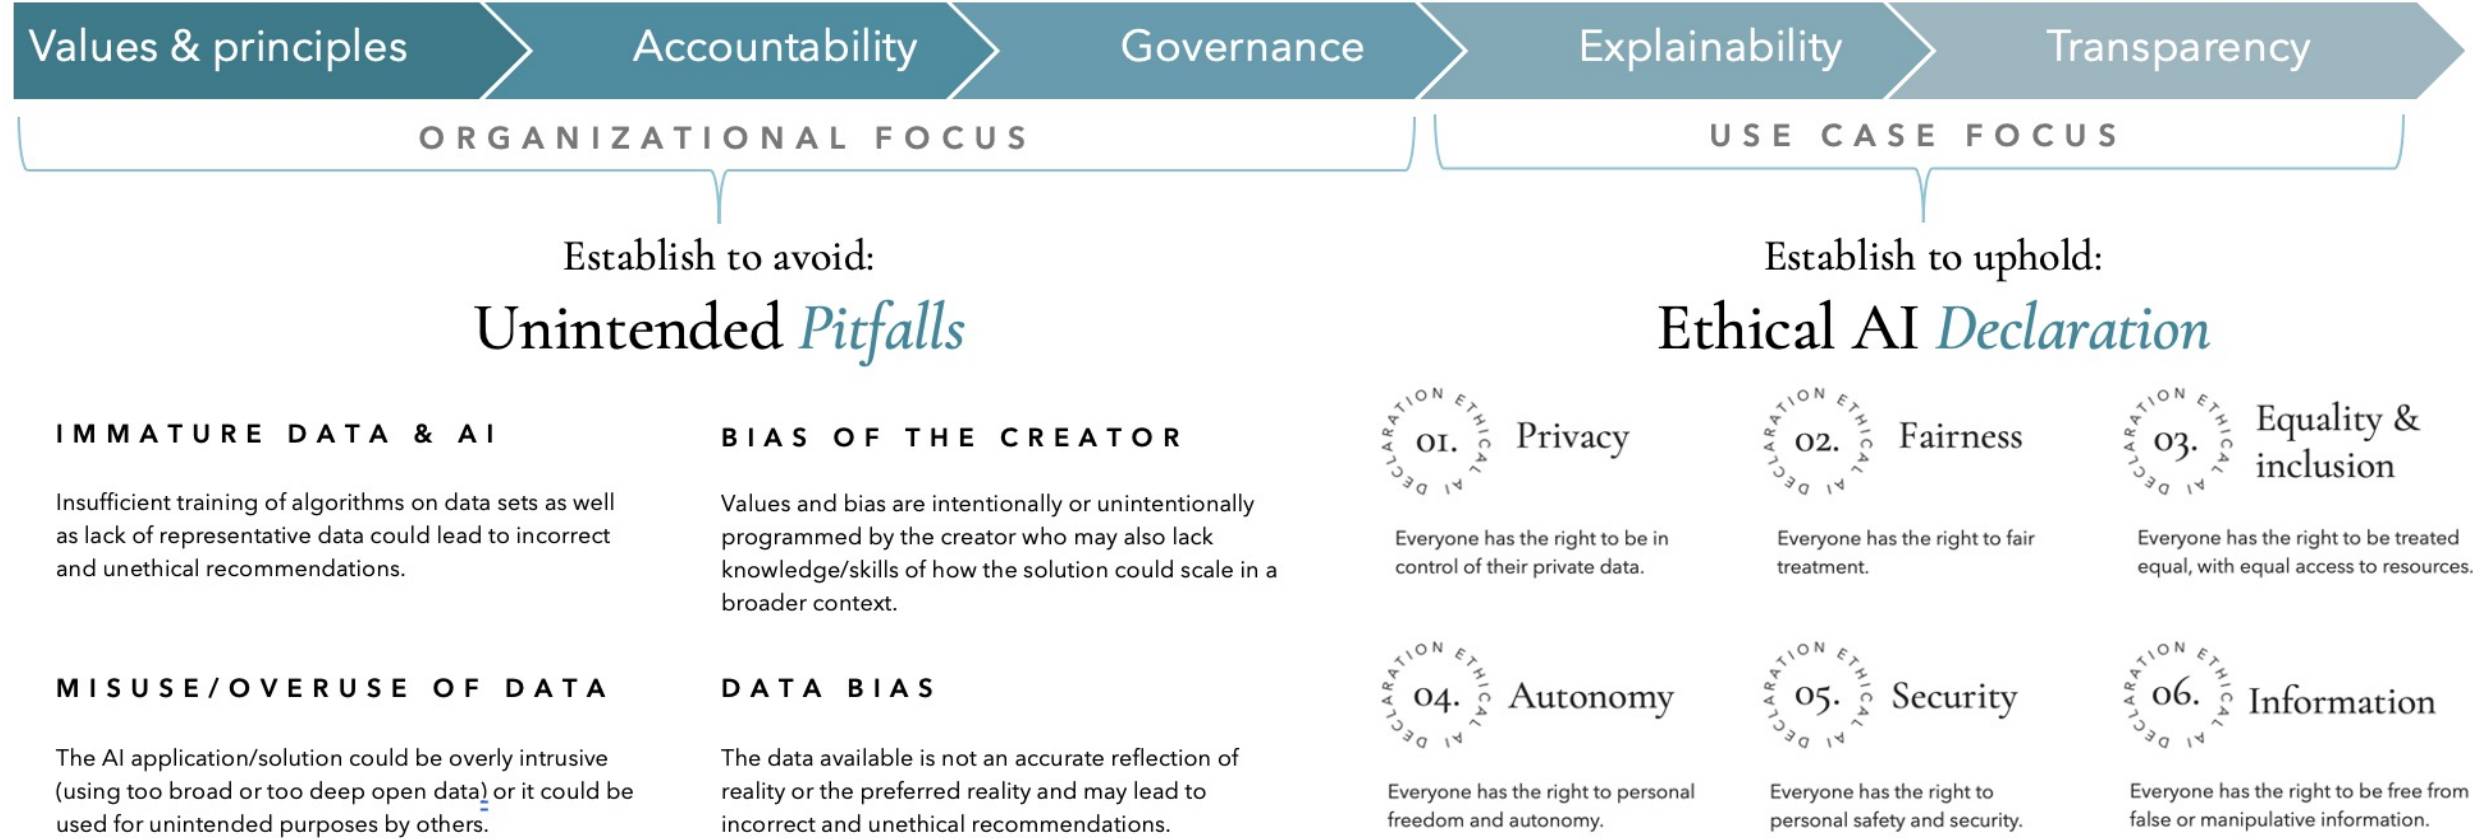 Values & principles
Accountability
Governance
Explainability
Transparency
ORGANIZATIONAL FOCUS
USE CASE FOCUS
Establish to avoid:
Unintended Pitfalls
IMMATURE DATA & AI
Insufficient training of algorithms on data sets as well
as lack of representative data could lead to incorrect
and unethical recommendations.
BIAS OF THE CREATOR
Values and bias are intentionally or unintentionally
programmed by the creator who may also lack
knowledge/skills of how the solution could scale in a
broader context.
MISUSE/OVERUSE OF DATA
The AI application/solution could be overly intrusive
(using too broad or too deep open data) or it could be
used for unintended purposes by others.
DATA BIAS
The data available is not an accurate reflection of
reality or the preferred reality and may lead to
incorrect and unethical recommendations.
Establish to uphold:
Ethical AI Declaration
ETHICAL AI DECLARATION
01.
Privacy
Everyone has the right to be in
control of their private data.
ETHICAL AI DECLARATION
02.
Fairness
Everyone has the right to fair
treatment.
ETHICAL AI DECLARATION
03.
Equality &
inclusion
Everyone has the right to be treated
equal, with equal access to resources.
ETHICAL AI DECLARATION
04.
Autonomy
Everyone has the right to personal
freedom and autonomy.
ETHICAL AI DECLARATION
05.
Security
Everyone has the right to
personal safety and security.
ETHICAL AI DECLARATION
06.
Information
Everyone has the right to be free from
false or manipulative information.